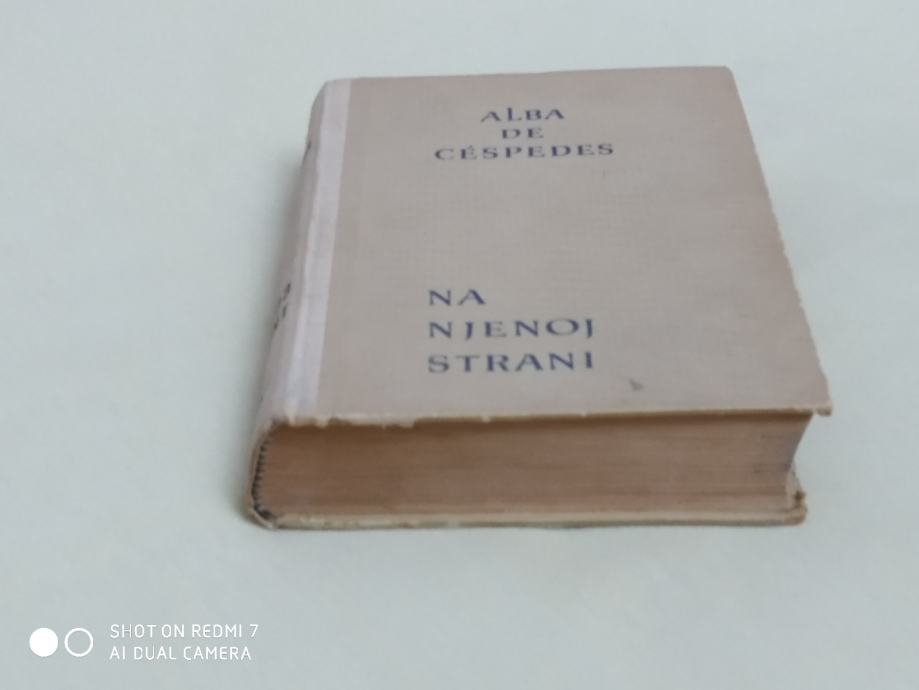 ALBA
DE
CÉSPEDES
NA
NJENOJ
STRANI
SHOT ON REDMI 7
AI DUAL CAMERA